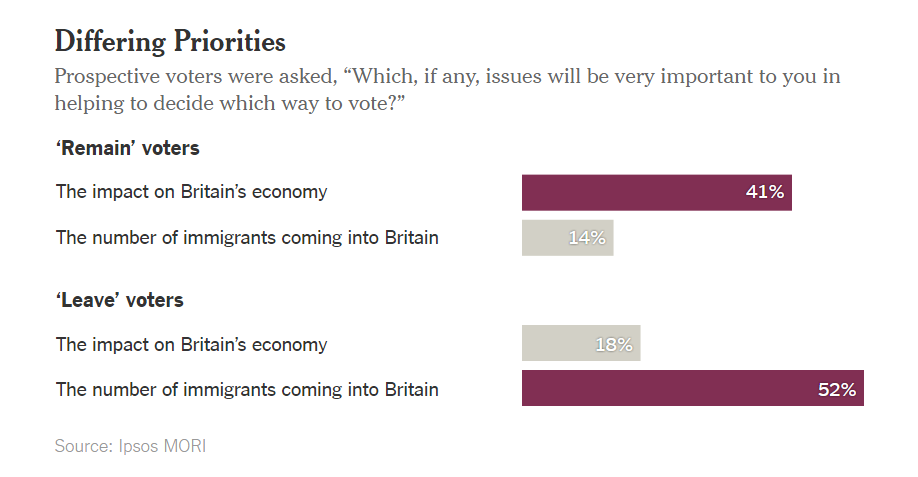 Differing Priorities
Prospective voters were asked, “Which, if any, issues will be very important to you in
helping to decide which way to vote?”
‘Remain’ voters
The impact on Britain’s economy 41%
The number of immigrants coming into Britain 14%
‘Leave’ voters
The impact on Britain’s economy 18%
The number of immigrants coming into Britain 52%
Source: Ipsos MORI